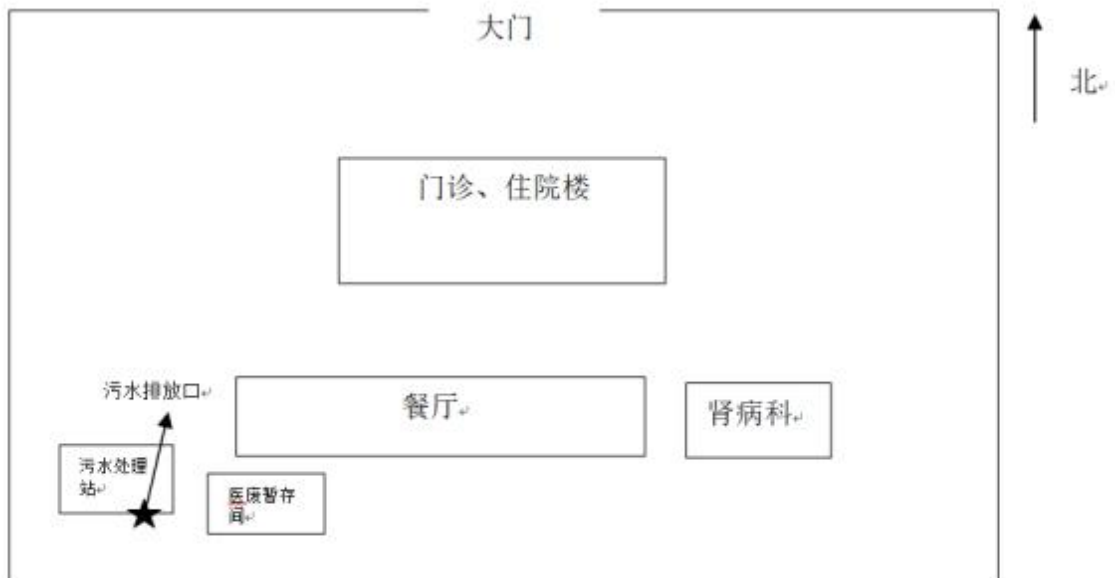 大门
北
门诊、住院楼
污水排放口
餐厅
肾病科
污水处理
站
医废暂存
间